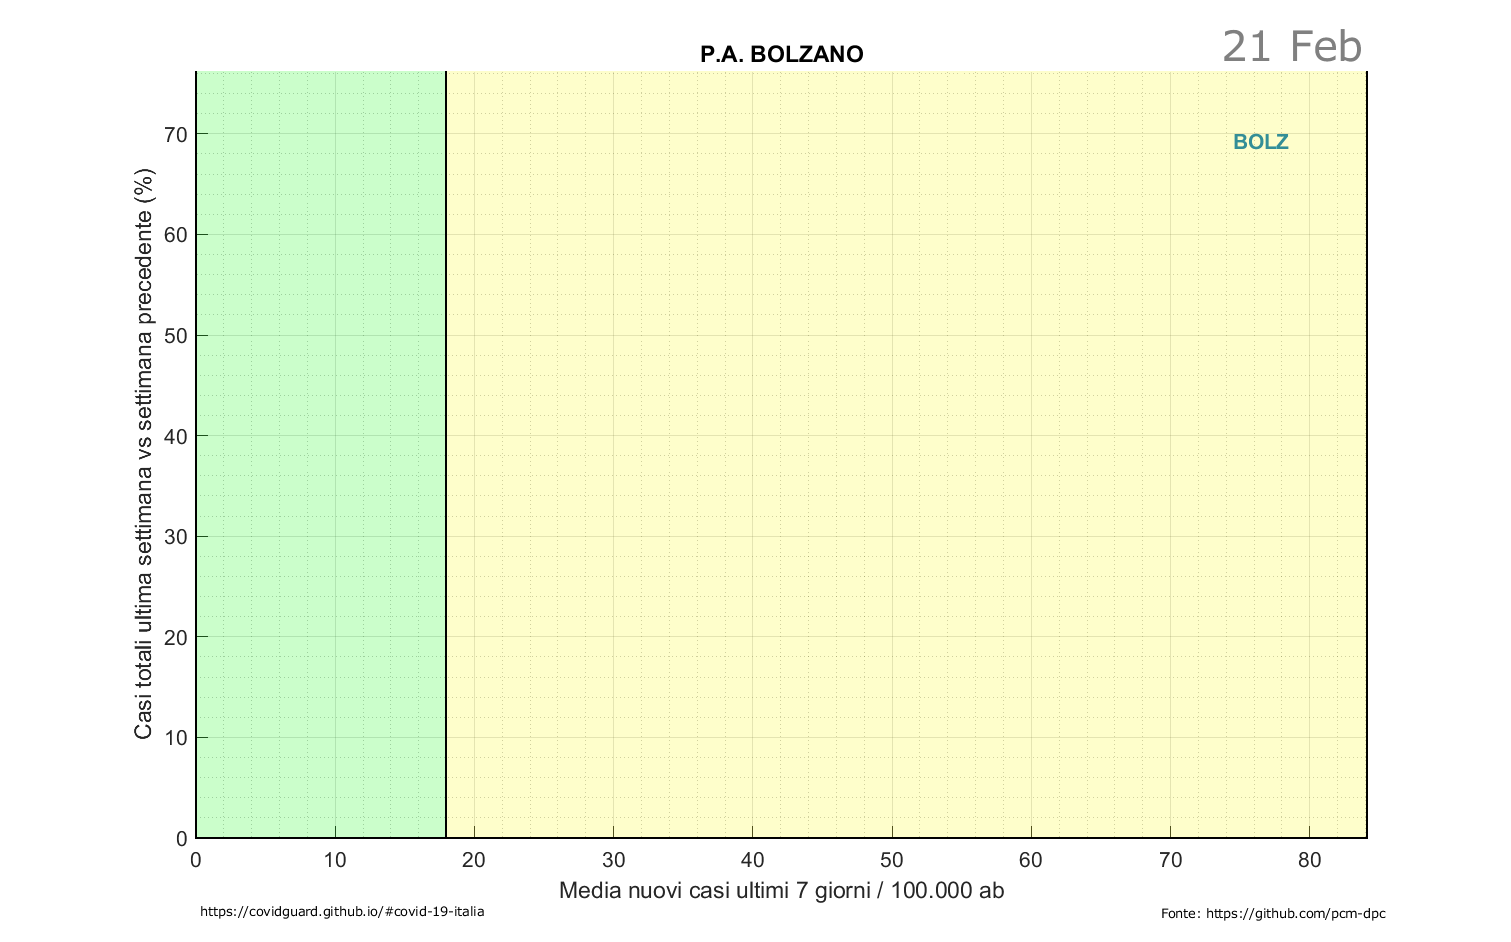 21 Feb
P.A. BOLZANO
Casi totali ultima settimana vs settimana precedente (%)
70
60
50
40
30
20
10
0
BOLZ
0 10 20 30 40 50 60 70 80
Media nuovi casi ultimi 7 giorni / 100.000 ab
https://covidguard.github.io/#covid-19-italia
Fonte: https://github.com/pcm-dpc